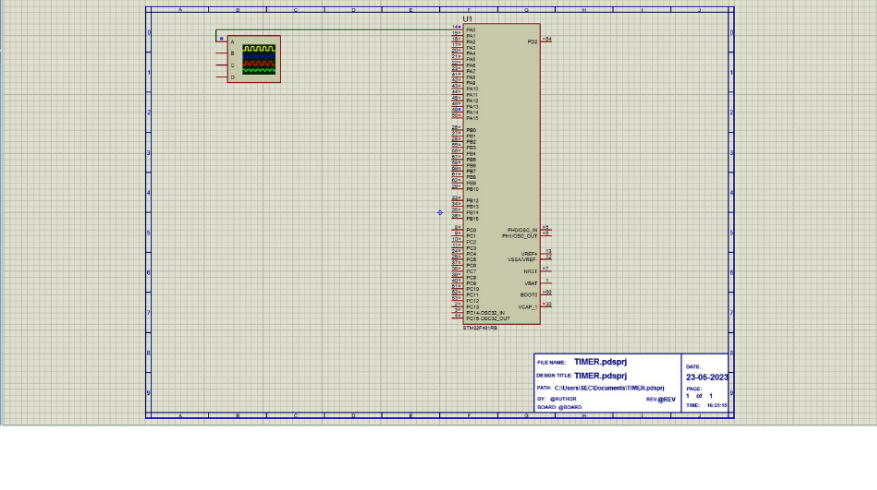 A B C D E F G H J
0
1
2
3
4
5
6
7
8
9
U1
A
B
C
D
PA0
PA1
PA2
PA3
PA4
PA5
PA6
PA7
PA8
PA9
PA10
PA11
PA12
PA13
PA14
PA15
PB0
PB1
PB2
PB3
PB4
PB5
PB6
PB7
PB8
PB9
PB10
PB12
PB13
PB14
PB15
PC0
PC1
PC2
PC3
PC4
PC5
PC6
PC7
PC8
PC9
PC10
PC11
PC12
PC13
PC14-OSC32_IN
PC15-OSC32_OUT
PD2
PH0/OSC_IN
PH1/OSC_OUT
VREF+
VSSA/VREF-
NRST
VBAT
BOOT0
VCAP_1
STM32F401RB
FILE NAME: TIMER.pdsprj
DESIGN TITLE: TIMER.pdsprj
PATH: C:\Users\SEC\Documents\TIMER.pdsprj
BY: @AUTHOR REV:@REV
BOARD: @BOARD
DATE:
23-05-2023
PAGE:
1 of 1
TIME:
A B C D E F G H J